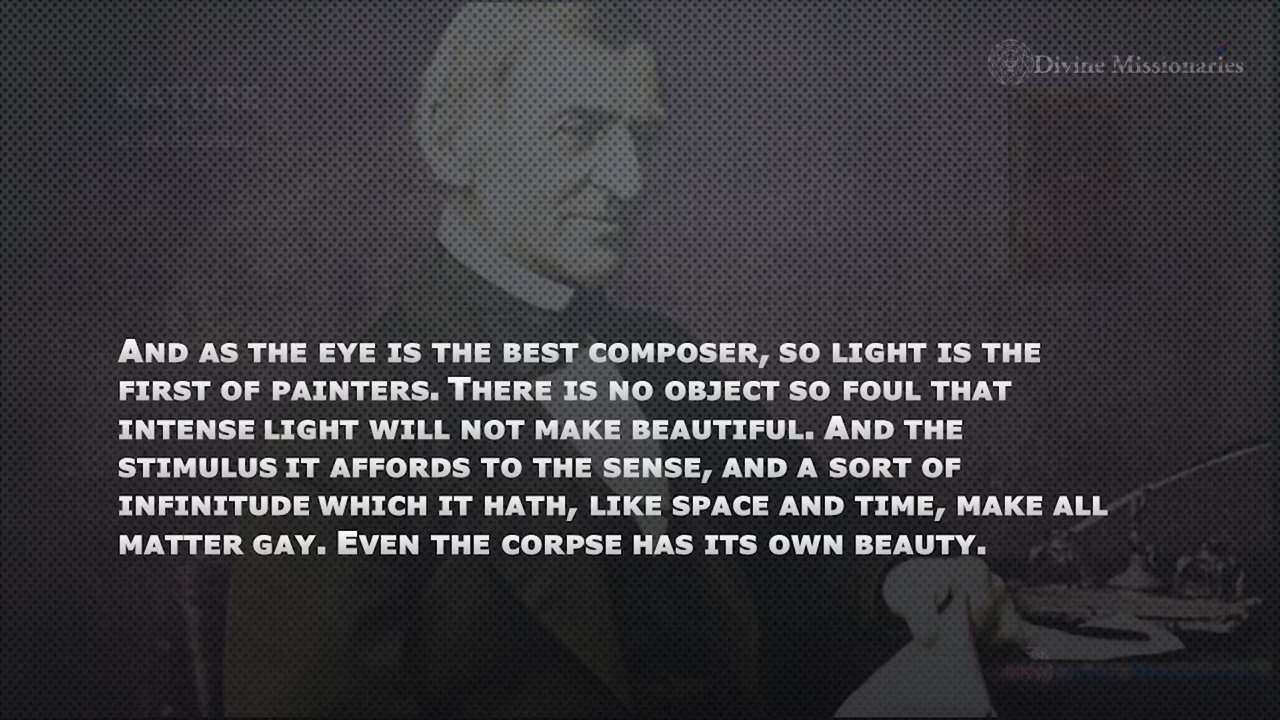 Divine Missionaries
NATURE
AND AS THE EYE IS THE BEST COMPOSER, SO LIGHT IS THE
FIRST OF PAINTERS. THERE IS NO OBJECT SO FOUL THAT
INTENSE LIGHT WILL NOT MAKE BEAUTIFUL. AND THE
STIMULUS IT AFFORDS TO THE SENSE, AND A SORT OF
INFINITUDE WHICH IT HATH, LIKE SPACE AND TIME, MAKE ALL
MATTER GAY. EVEN THE CORPSE HAS ITS OWN BEAUTY.